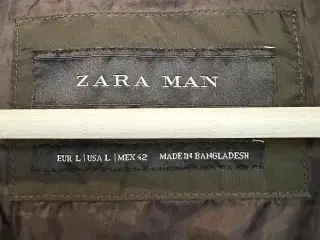 ZARA MAN
EUR L | USA L | MEX 42 MADE IN BANGLADESH